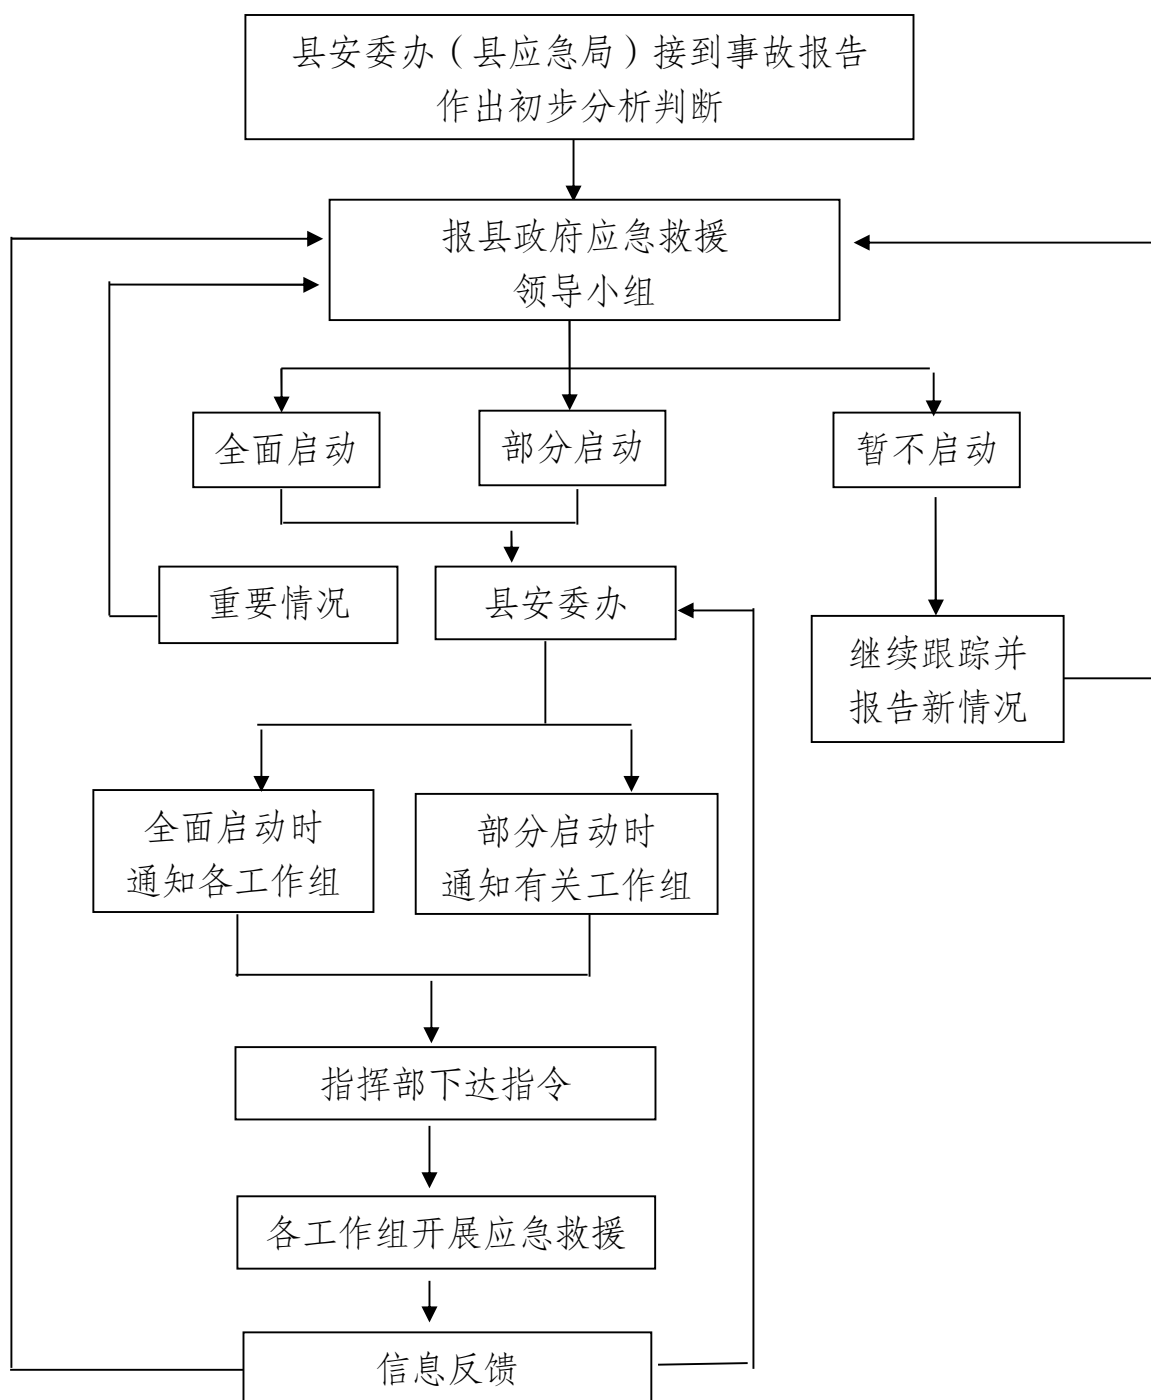 县安委办（县应急局）接到事故报告
作出初步分析判断
报县政府应急救援
领导小组
全面启动
部分启动
暂不启动
重要情况
县安委办
继续跟踪并
报告新情况
全面启动时
通知各工作组
部分启动时
通知有关工作组
指挥部下达指令
各工作组开展应急救援
信息反馈